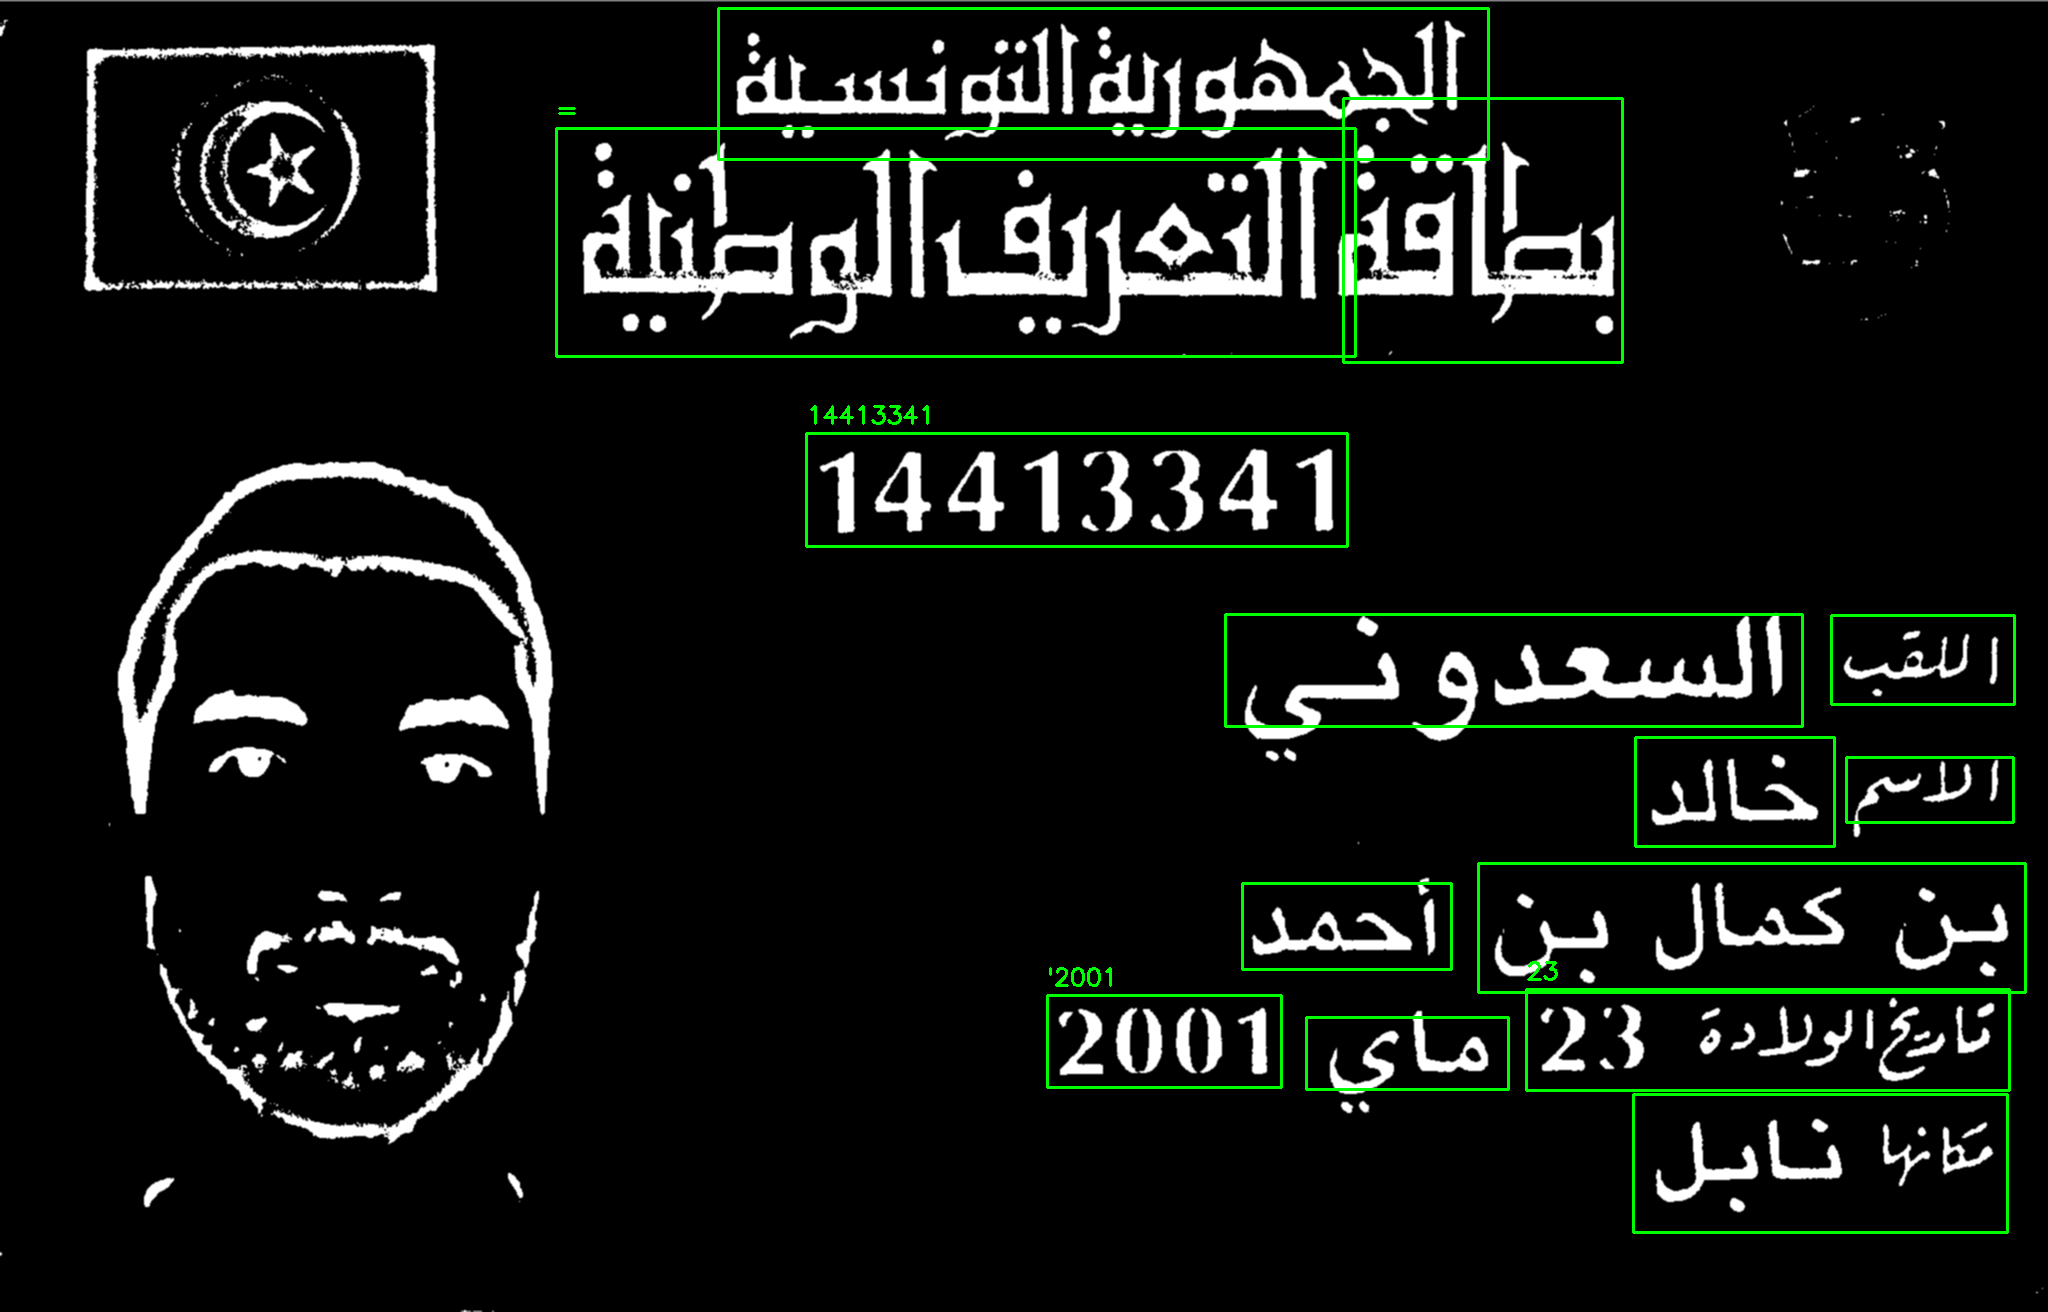 الجمهورية التونسية
=
بطاقة التعريف الوطنية
14413341
14413341
اللقب السعدوني
الاسم خالد
بن كمال بن أحمد
23
'2001
تاريخ الولادة 23 ماي 2001
مكانها نابل